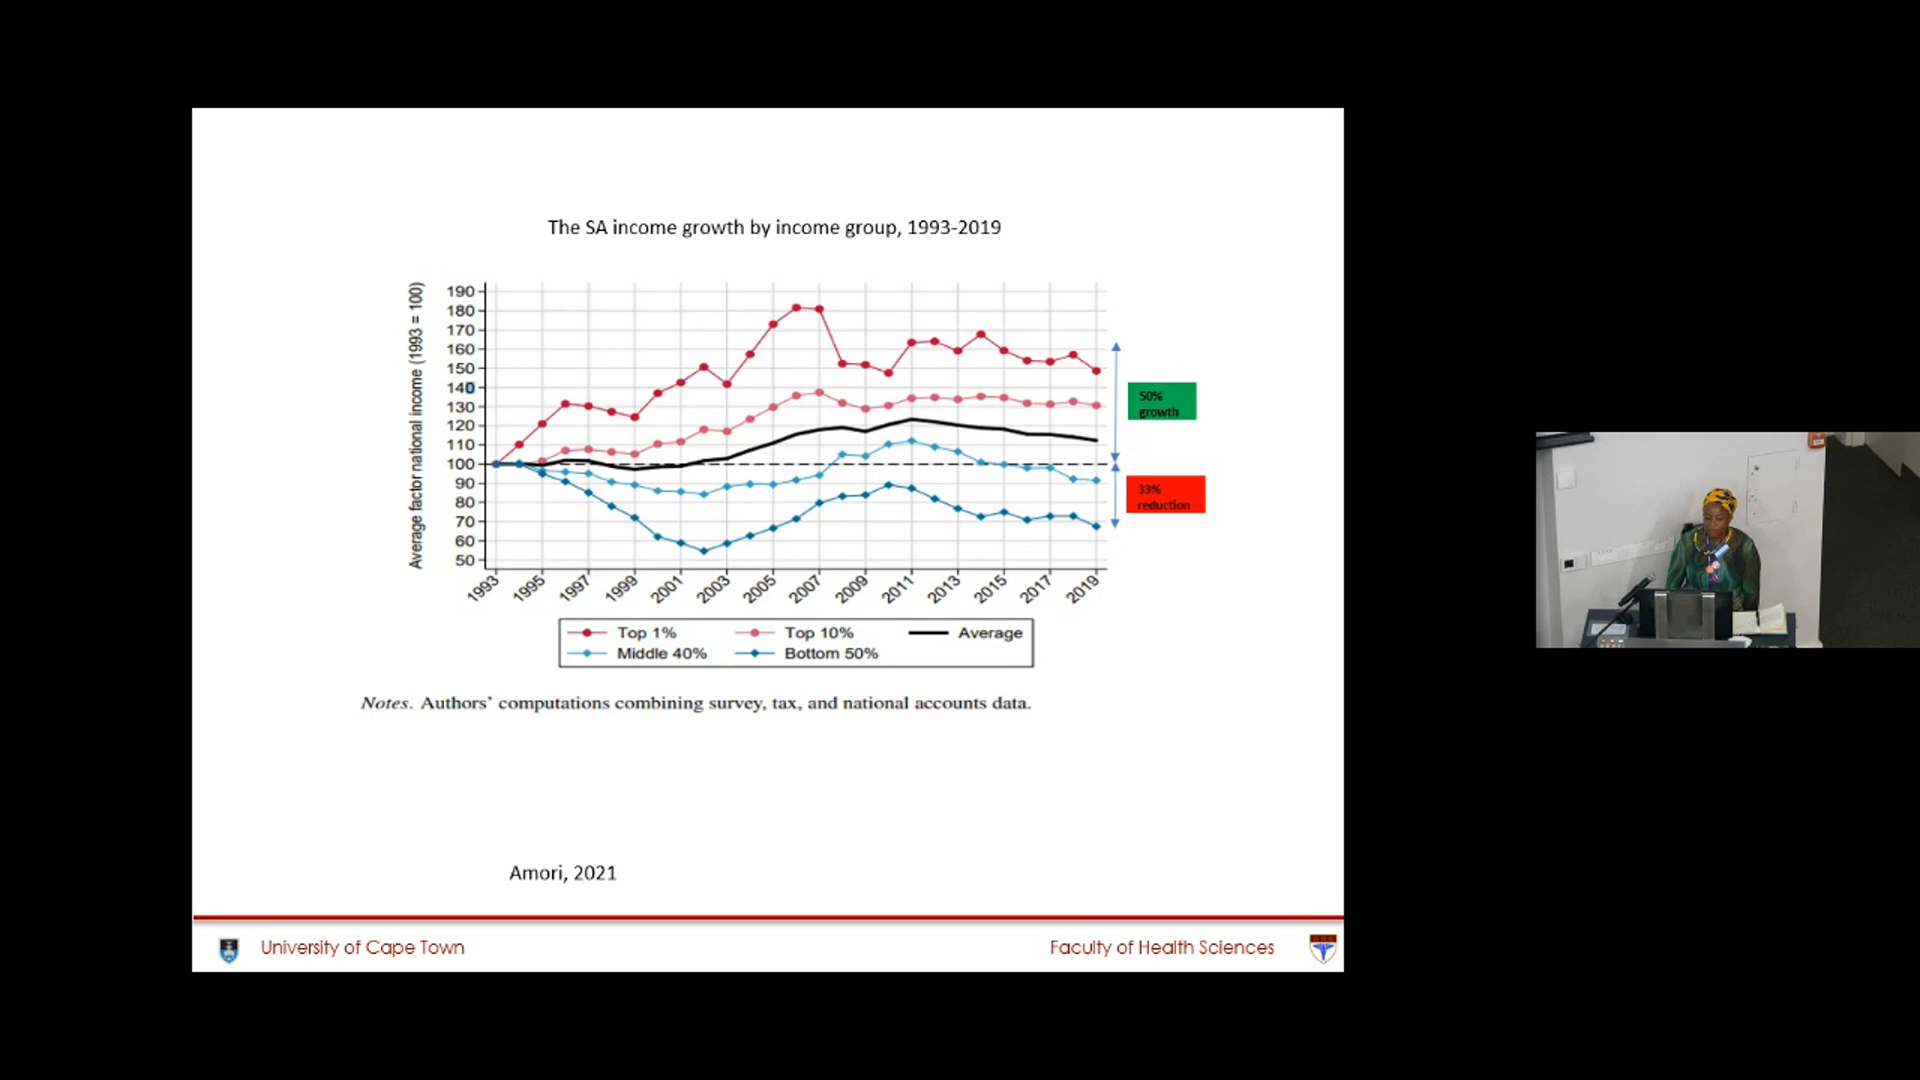 The SA income growth by income group, 1993-2019
Average factor national income (1993 = 100)
190
180
170
160
150
140
130
120
110
100
90
80
70
60
50
1993
1995
1997
1999
2001
2003
2005
2007
2009
2011
2013
2015
2017
2019
50%
growth
33%
reduction
Top 1%
Top 10%
Average
Middle 40%
Bottom 50%
Notes. Authors’ computations combining survey, tax, and national accounts data.
Amori, 2021
University of Cape Town
Faculty of Health Sciences